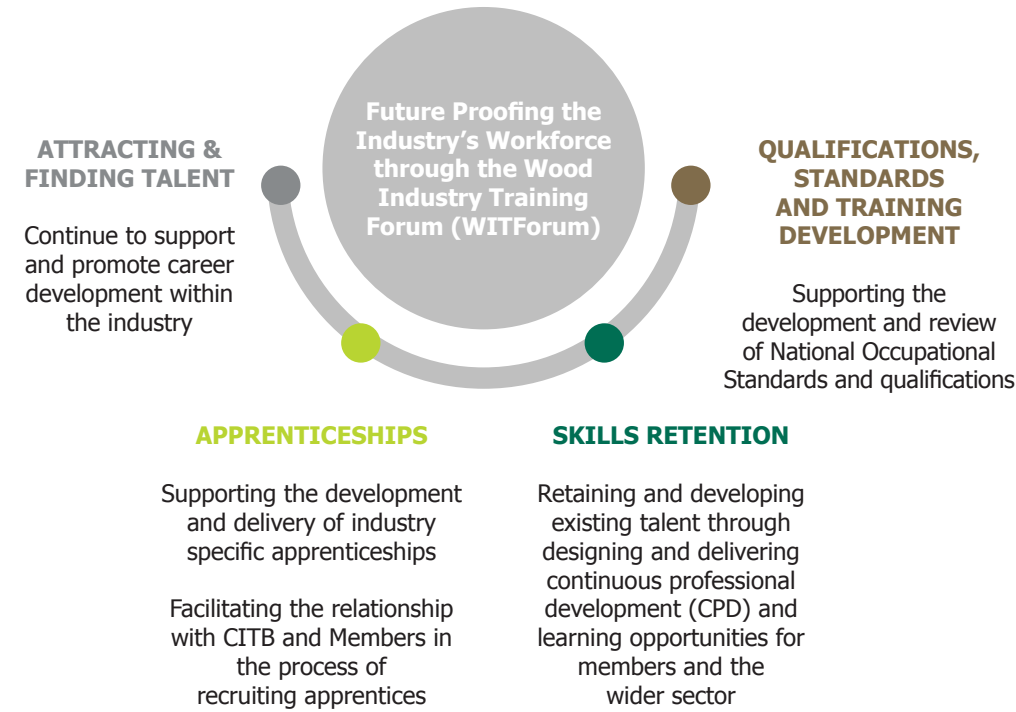 Future Proofing the
Industry's Workforce
through the Wood
Industry Training
Forum (WITForum)
ATTRACTING &
FINDING TALENT
Continue to support
and promote career
development within
the industry
APPRENTICESHIPS
Supporting the development
and delivery of industry
specific apprenticeships
Facilitating the relationship
with CITB and Members in
the process of
recruiting apprentices
SKILLS RETENTION
Retaining and developing
existing talent through
designing and delivering
continuous professional
development (CPD) and
learning opportunities for
members and the
wider sector
QUALIFICATIONS,
STANDARDS
AND TRAINING
DEVELOPMENT
Supporting the
development and review
of National Occupational
Standards and qualifications